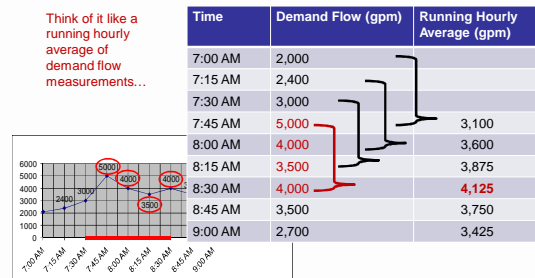 Think of it like a
running hourly
average of
demand flow
measurements…
Time Demand Flow (gpm) Running Hourly
Average (gpm)
7:00 AM 2,000
7:15 AM 2,400
7:30 AM 3,000
7:45 AM 5,000 3,100
8:00 AM 4,000 3,600
8:15 AM 3,500 3,875
8:30 AM 4,000 4,125
8:45 AM 3,500 3,750
9:00 AM 2,700 3,425
6000
5000
4000
3000
2000
1000
0
2400
3000
5000
4000
3500
4000
7:00 AM
7:15 AM
7:30 AM
7:45 AM
8:00 AM
8:15 AM
8:30 AM
8:45 AM
9:00 AM